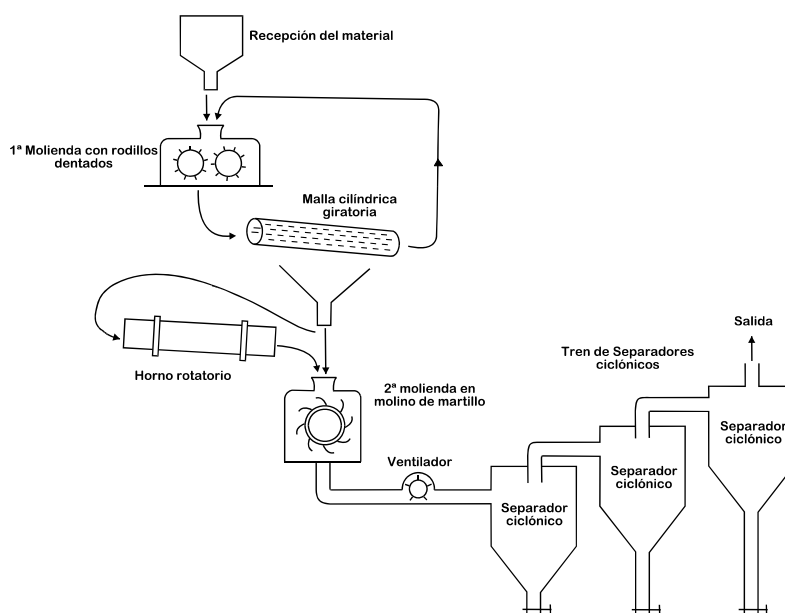 Recepción del material
1ª Molienda con rodillos
dentados
Malla cilíndrica
giratoria
Horno rotatorio
2ª molienda en
molino de martillo
Ventilador
Tren de Separadores
ciclónicos
Salida
Separador
ciclónico
Separador
ciclónico
Separador
ciclónico